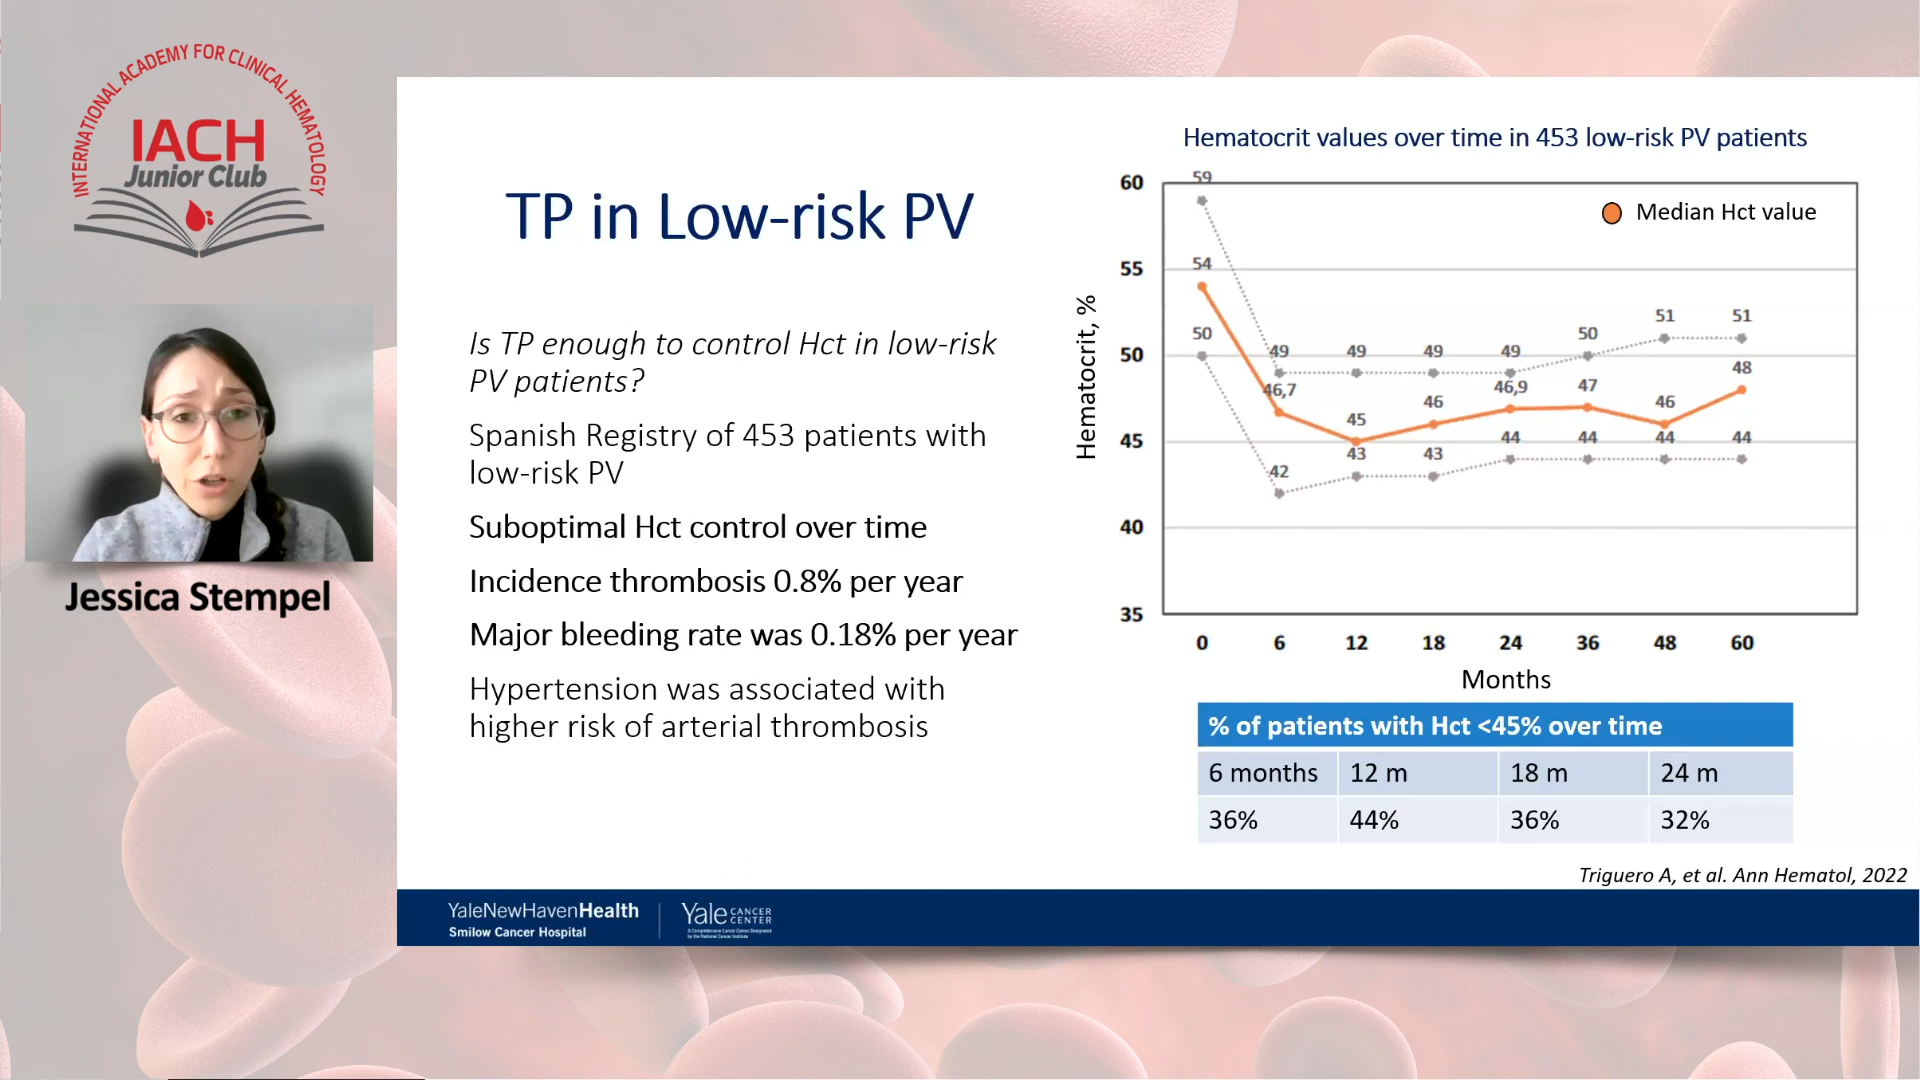 INTERNATIONAL ACADEMY FOR CLINICAL HEMATOLOGY
IACH
Junior Club
Jessica Stempel
TP in Low-risk PV
Is TP enough to control Hct in low-risk
PV patients?
Spanish Registry of 453 patients with
low-risk PV
Suboptimal Hct control over time
Incidence thrombosis 0.8% per year
Major bleeding rate was 0.18% per year
Hypertension was associated with
higher risk of arterial thrombosis
Hematocrit values over time in 453 low-risk PV patients
Median Hct value
Hematocrit, %
60
55
50
45
40
35
59
49 49 49 49 50 51 51
54
46,7 45 46 46,9 47 46 48
50
42 43 43 44 44 44 44
0 6 12 18 24 36 48 60
Months
% of patients with Hct <45% over time
6 months 12 m 18 m 24 m
36% 44% 36% 32%
Triguero A, et al. Ann Hematol, 2022
YaleNewHavenHealth
Smilow Cancer Hospital
Yale CANCER CENTER
A Comprehensive Cancer Center Designated
by the National Cancer Institute